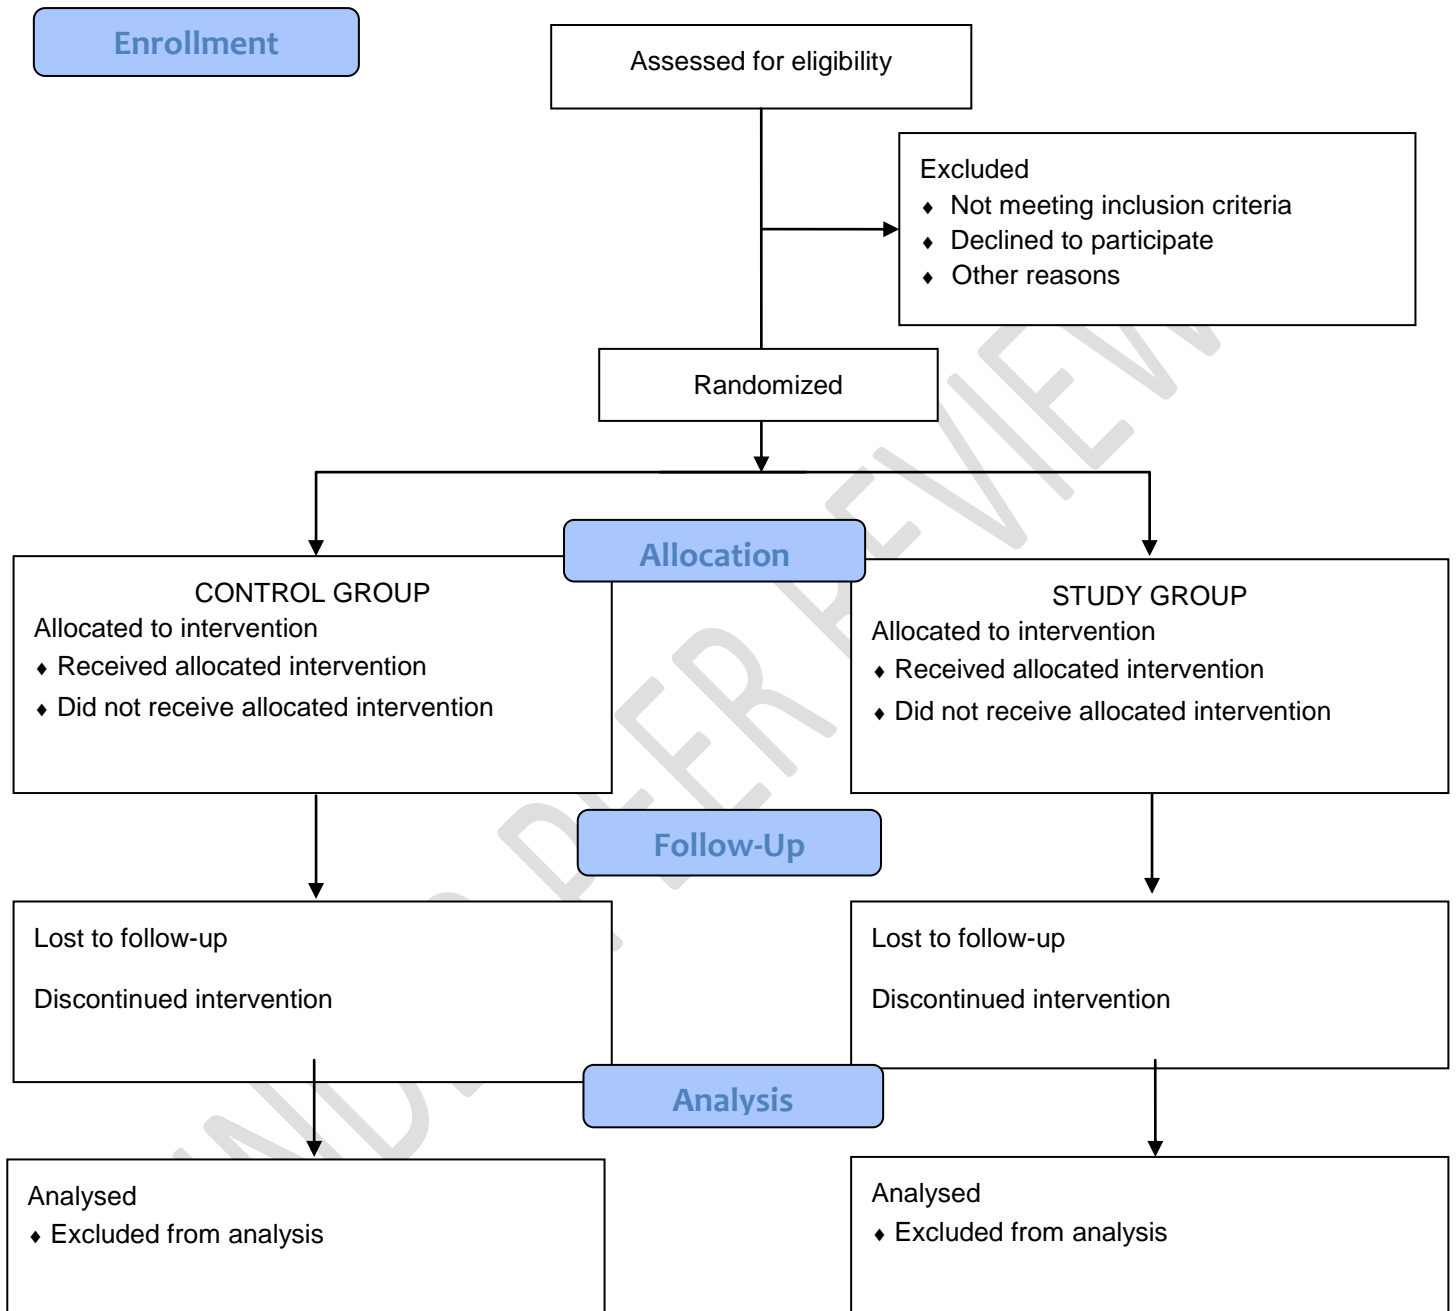 Enrollment
Assessed for eligibility
Excluded
♦ Not meeting inclusion criteria
♦ Declined to participate
♦ Other reasons
Randomized
Allocation
CONTROL GROUP
Allocated to intervention
♦ Received allocated intervention
♦ Did not receive allocated intervention
STUDY GROUP
Allocated to intervention
♦ Received allocated intervention
♦ Did not receive allocated intervention
Follow-Up
Lost to follow-up
Discontinued intervention
Lost to follow-up
Discontinued intervention
Analysis
Analysed
♦ Excluded from analysis
Analysed
♦ Excluded from analysis
PEER REVIEW